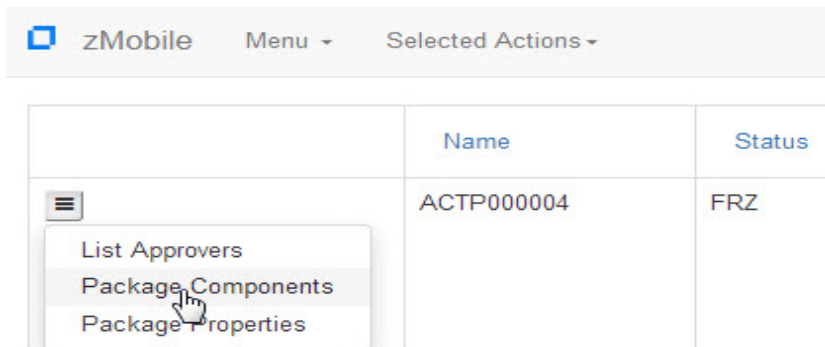 zMobile Menu Selected Actions
Name Status
ACTP000004 FRZ
List Approvers
Package Components
Package Properties